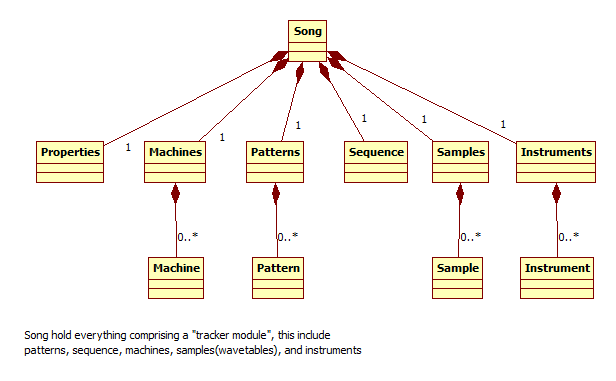 Song
1
1
1
1
1
1
Properties
Machines
Patterns
Sequence
Samples
Instruments
0..*
0..*
0..*
0..*
Machine
Pattern
Sample
Instrument
Song hold everything comprising a "tracker module", this include
patterns, sequence, machines, samples(wavetables), and instruments